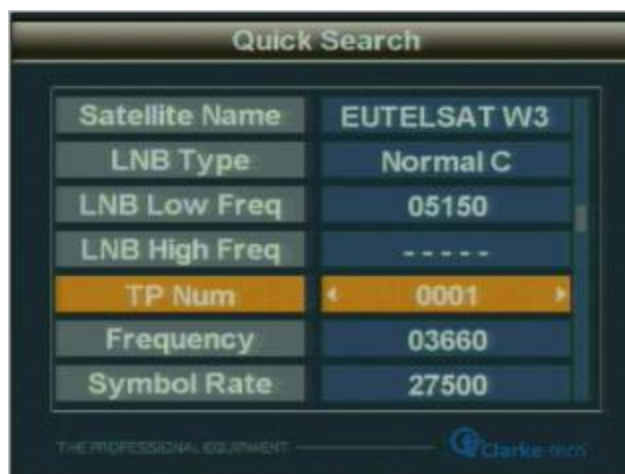 Quick Search
Satellite Name EUTELSAT W3
LNB Type Normal C
LNB Low Freq 05150
LNB High Freq - - - - -
TP Num 0001
Frequency 03660
Symbol Rate 27500
THE PROFESSIONAL EQUIPMENT Clarke-tech